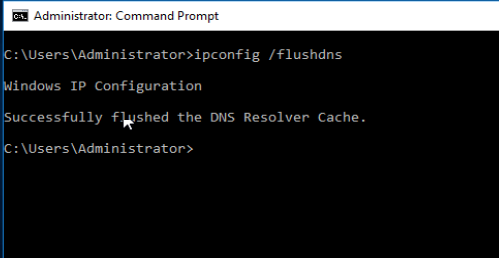 Administrator: Command Prompt
C:\Users\Administrator>ipconfig /flushdns
Windows IP Configuration
Successfully flushed the DNS Resolver Cache.
C:\Users\Administrator>